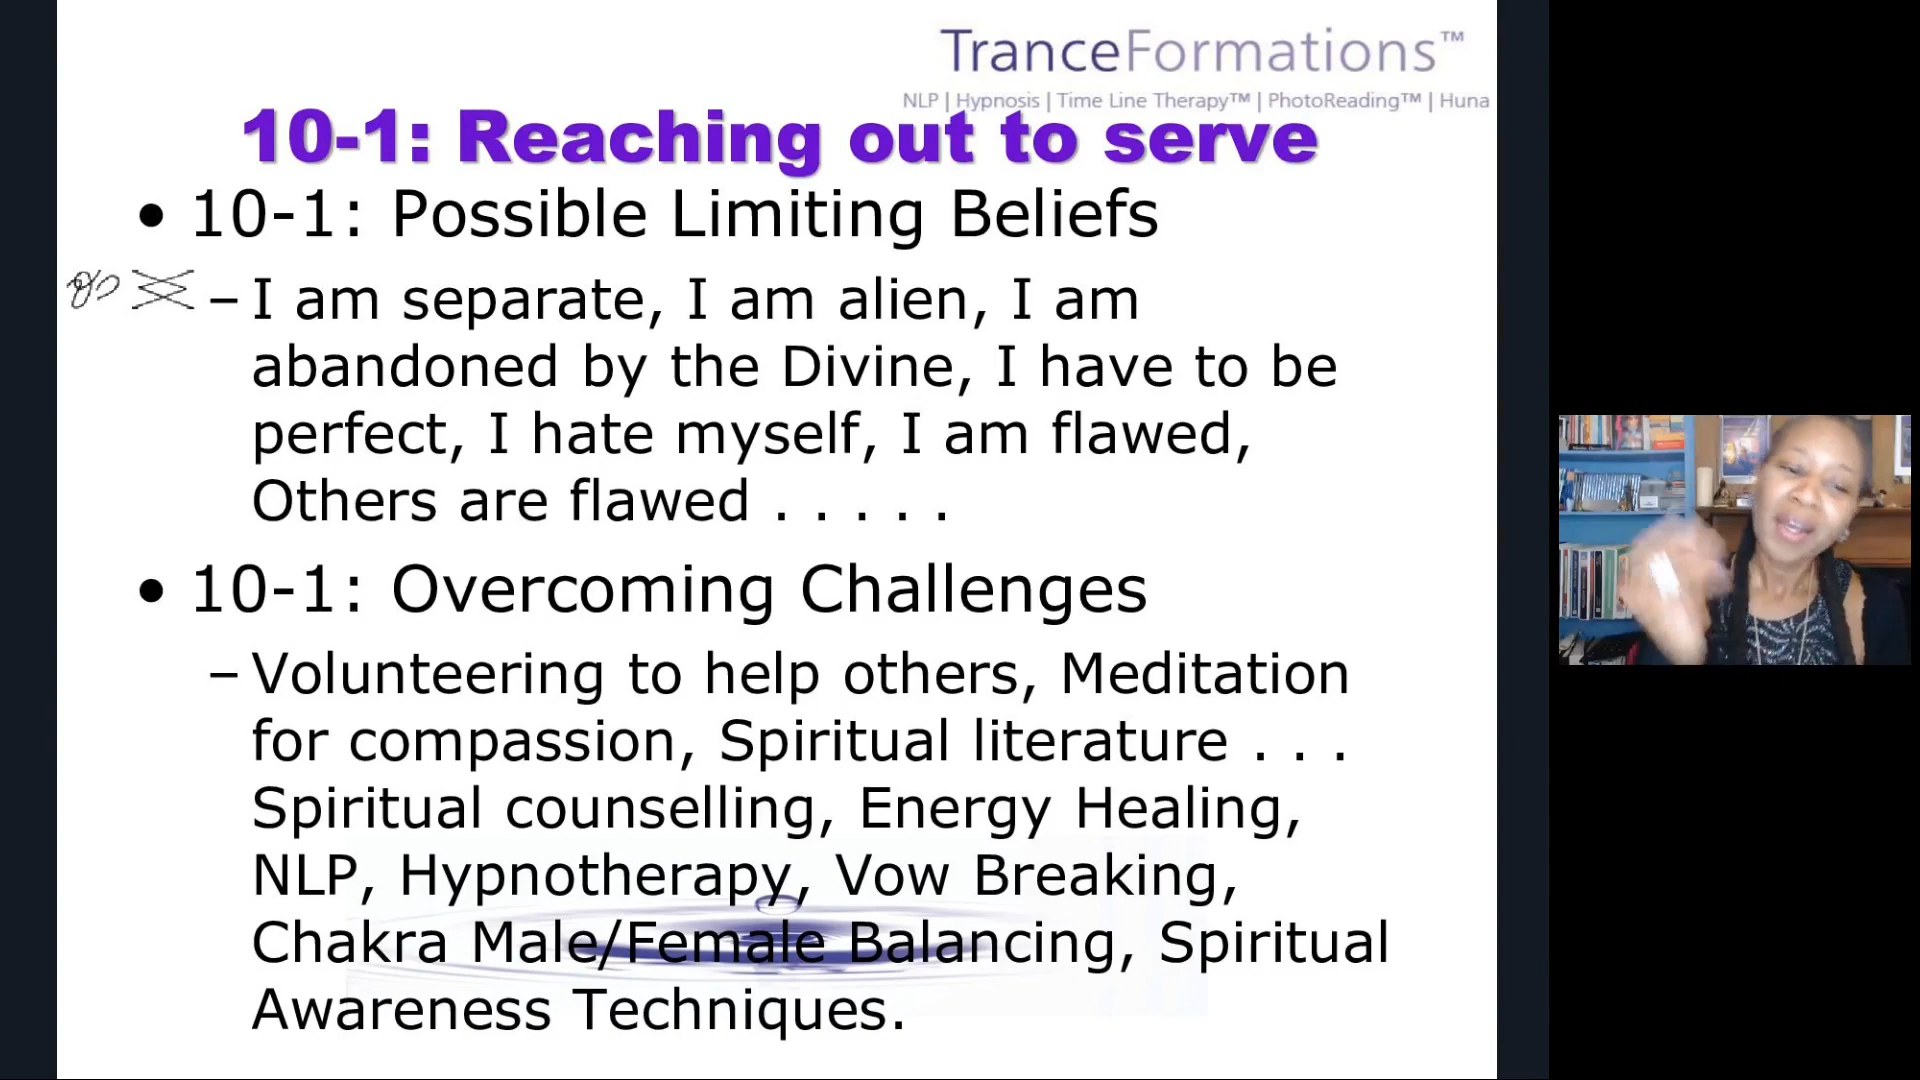 TranceFormations™
NLP | Hypnosis | Time Line Therapy™ | PhotoReading™ | Huna
10-1: Reaching out to serve
• 10-1: Possible Limiting Beliefs
– I am separate, I am alien, I am
abandoned by the Divine, I have to be
perfect, I hate myself, I am flawed,
Others are flawed . . . . .
• 10-1: Overcoming Challenges
– Volunteering to help others, Meditation
for compassion, Spiritual literature . . .
Spiritual counselling, Energy Healing,
NLP, Hypnotherapy, Vow Breaking,
Chakra Male/Female Balancing, Spiritual
Awareness Techniques.